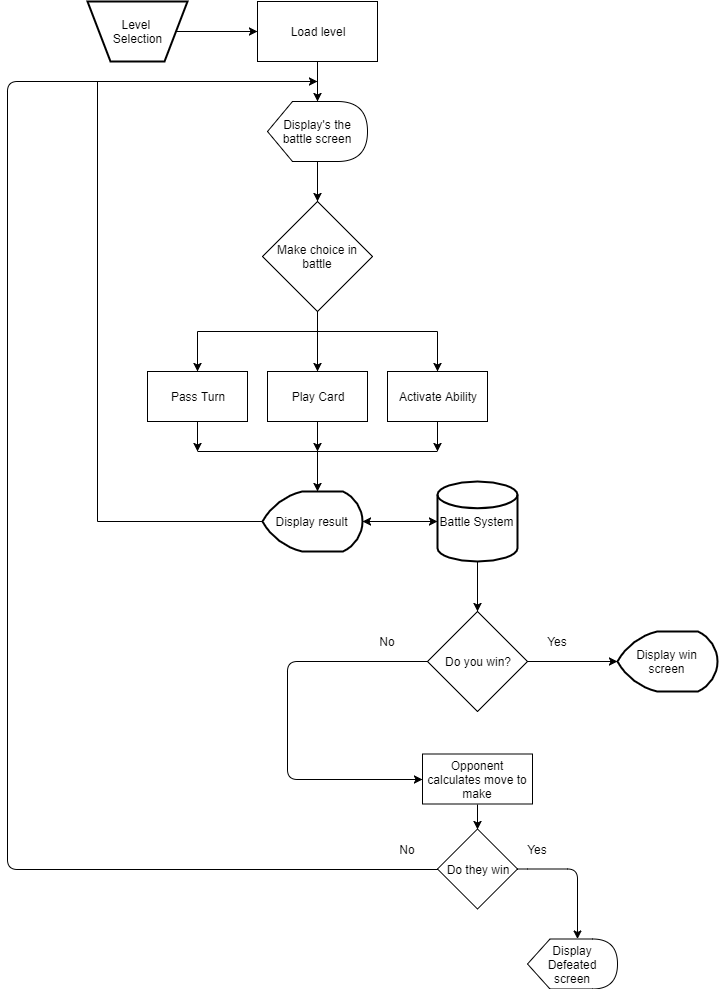 Level
Selection
Load level
Display's the
battle screen
Make choice in
battle
Pass Turn
Play Card
Activate Ability
Display result
Battle System
No
Yes
Do you win?
Display win
screen
Opponent
calculates move to
make
No
Yes
Do they win
Display
Defeated
screen